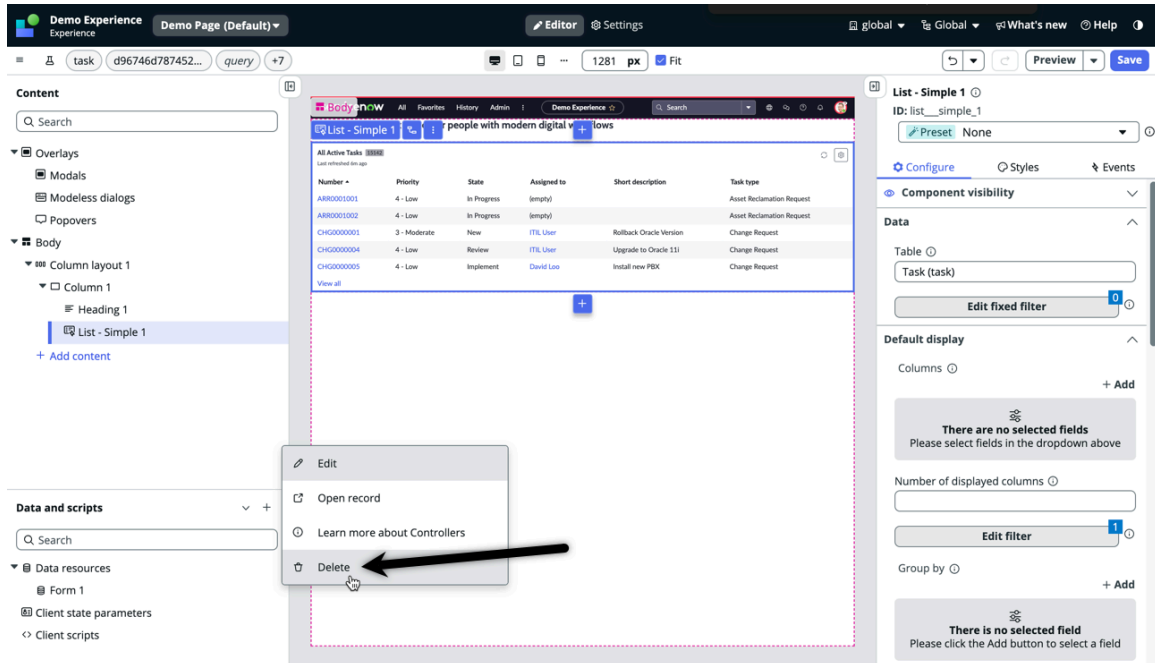 Demo Experience
Experience
Demo Page (Default)
Editor
Settings
global
Global
What's new
Help
task
d96746d787452...
query
+7
1281 px
Fit
Preview
Save
Content
Search
Overlays
Modals
Modeless dialogs
Popovers
Body
Column layout 1
Column 1
Heading 1
List - Simple 1
+ Add content
Data and scripts
Search
Data resources
Form 1
Client state parameters
Client scripts
Body
now
All Favorites History Admin
Demo Experience
Search
List - Simple 1
people with modern digital
All Active Tasks 15142
Last refreshed 6m ago
Number Priority State Assigned to Short description Task type
ARR0001001 4 - Low In Progress (empty) Asset Reclamation Request
ARR0001002 4 - Low In Progress (empty) Asset Reclamation Request
CHG0000001 3 - Moderate New ITIL User Rollback Oracle Version Change Request
CHG0000004 4 - Low Review ITIL User Upgrade to Oracle 11i Change Request
CHG0000005 4 - Low Implement David Loo Install new PBX Change Request
View all
Edit
Open record
Learn more about Controllers
Delete
List - Simple 1
ID: list__simple_1
Preset None
Configure
Styles
Events
Component visibility
Data
Table
Task (task)
Edit fixed filter
0
Default display
Columns
+ Add
There are no selected fields
Please select fields in the dropdown above
Number of displayed columns
Edit filter
1
Group by
+ Add
There is no selected field
Please click the Add button to select a field